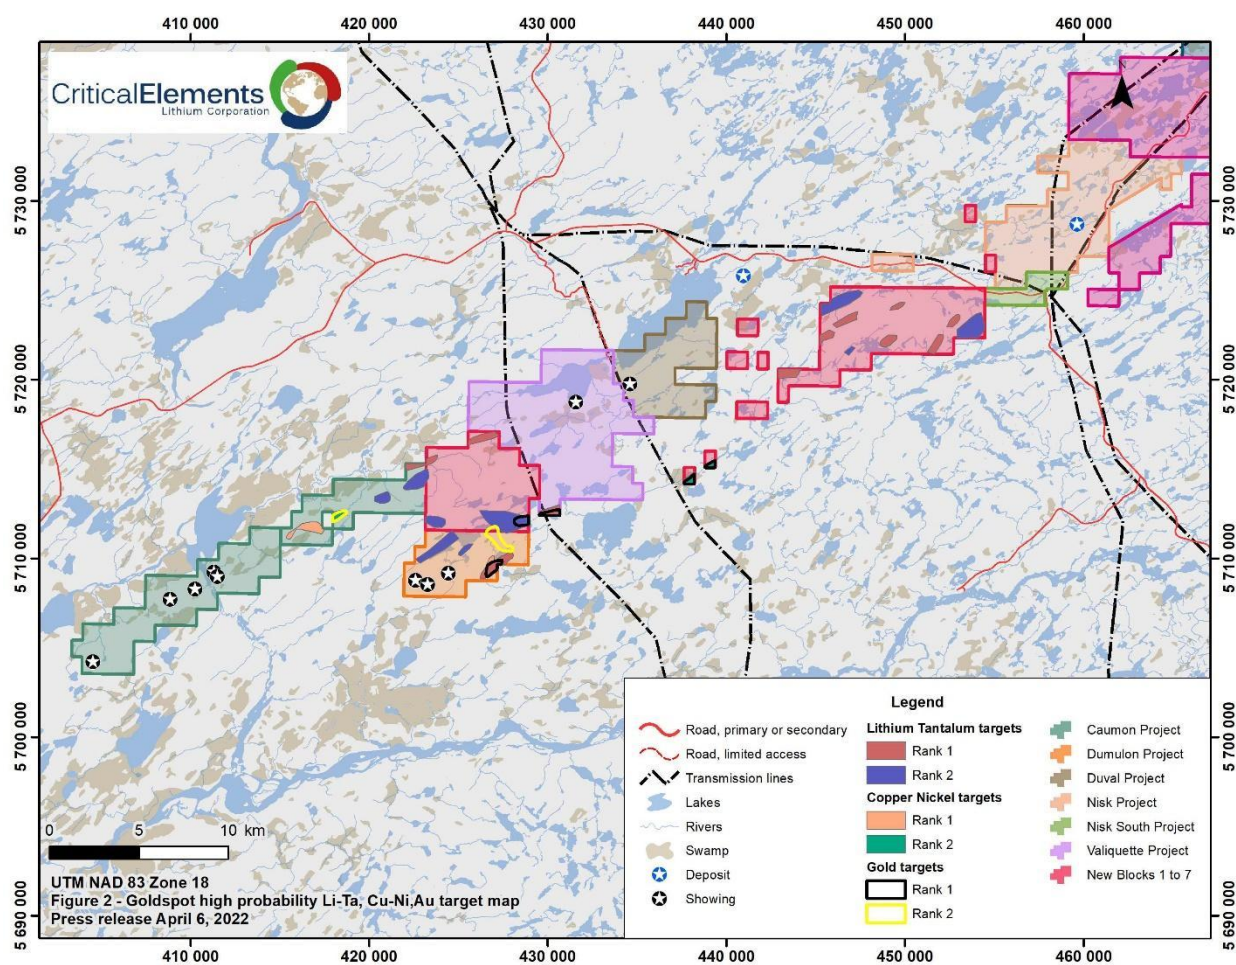 410 000 420 000 430 000 440 000 450 000 460 000
CriticalElements
Lithium Corporation
5 730 000
5 730 000
5 720 000
5 720 000
5 710 000
5 710 000
5 700 000
5 700 000
5 690 000
5 690 000
Legend
Road, primary or secondary
Road, limited access
Transmission lines
Lakes
Rivers
Swamp
Deposit
Showing
Lithium Tantalum targets
Rank 1
Rank 2
Copper Nickel targets
Rank 1
Rank 2
Gold targets
Rank 1
Rank 2
Caumon Project
Dumulon Project
Duval Project
Nisk Project
Nisk South Project
Valiquette Project
New Blocks 1 to 7
0 5 10 km
UTM NAD 83 Zone 18
Figure 2 - Goldspot high probability Li-Ta, Cu-Ni,Au target map
Press release April 6, 2022
410 000 420 000 430 000 440 000 450 000 460 000